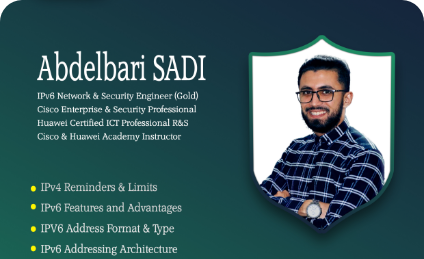 Abdelbari SADI
IPv6 Network & Security Engineer (Gold)
Cisco Enterprise & Security Professional
Huawei Certified ICT Professional R&S
Cisco & Huawei Academy Instructor
IPv4 Reminders & Limits
IPv6 Features and Advantages
IPV6 Address Format & Type
IPv6 Addressing Architecture